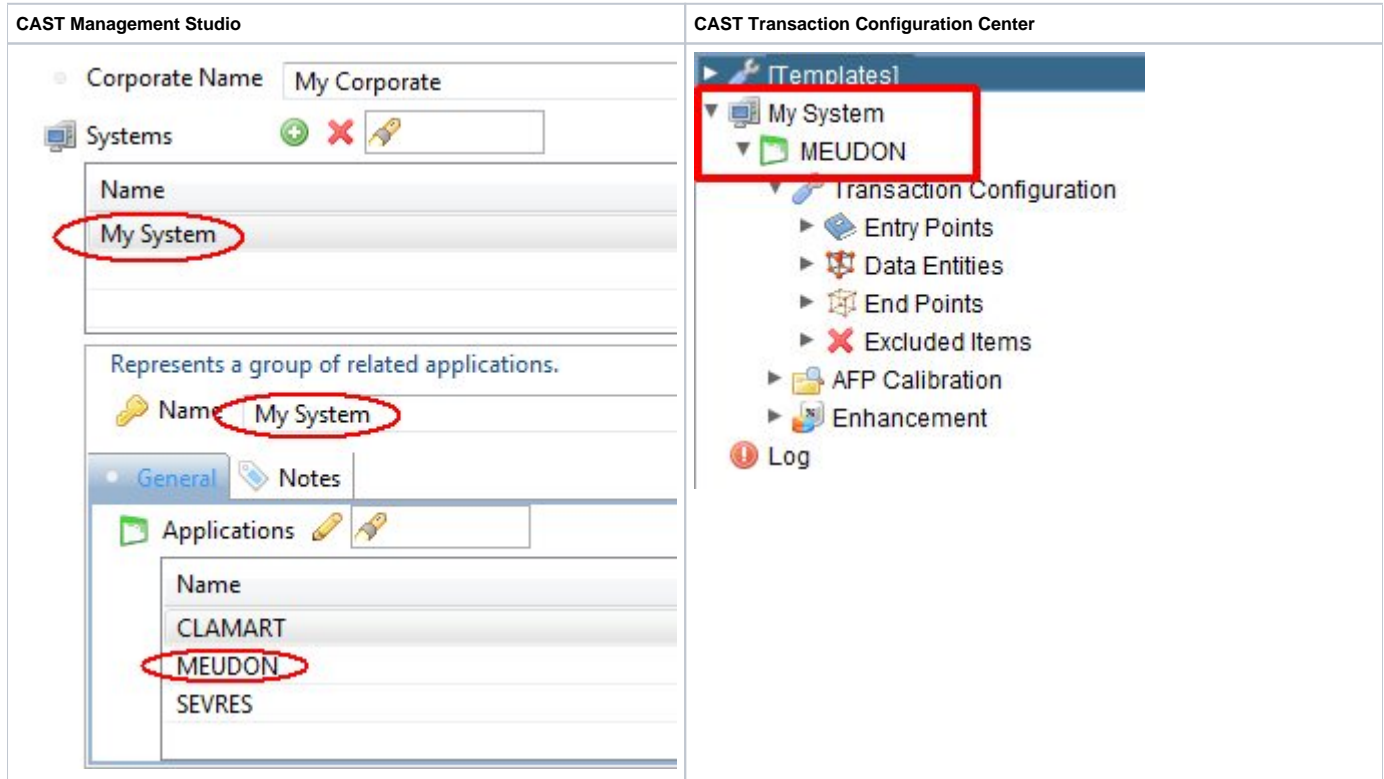 CAST Management Studio
CAST Transaction Configuration Center
Corporate Name My Corporate
Systems
Name
My System
Represents a group of related applications.
Name My System
General Notes
Applications
Name
CLAMART
MEUDON
SEVRES
[Templates]
My System
MEUDON
Transaction Configuration
Entry Points
Data Entities
End Points
Excluded Items
AFP Calibration
Enhancement
Log